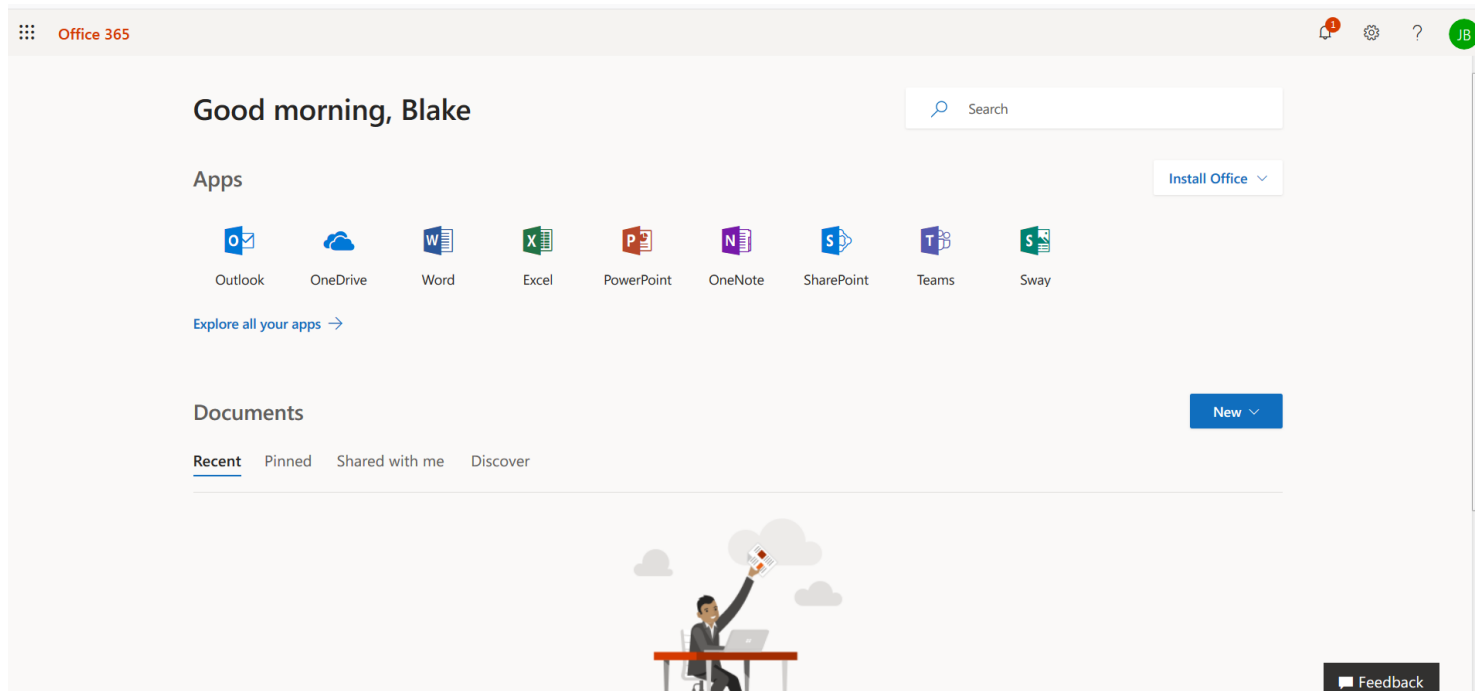 Office 365
1
JB
Good morning, Blake
Search
Apps
Install Office
Outlook OneDrive Word Excel PowerPoint OneNote SharePoint Teams Sway
Explore all your apps
Documents
New
Recent Pinned Shared with me Discover
Feedback